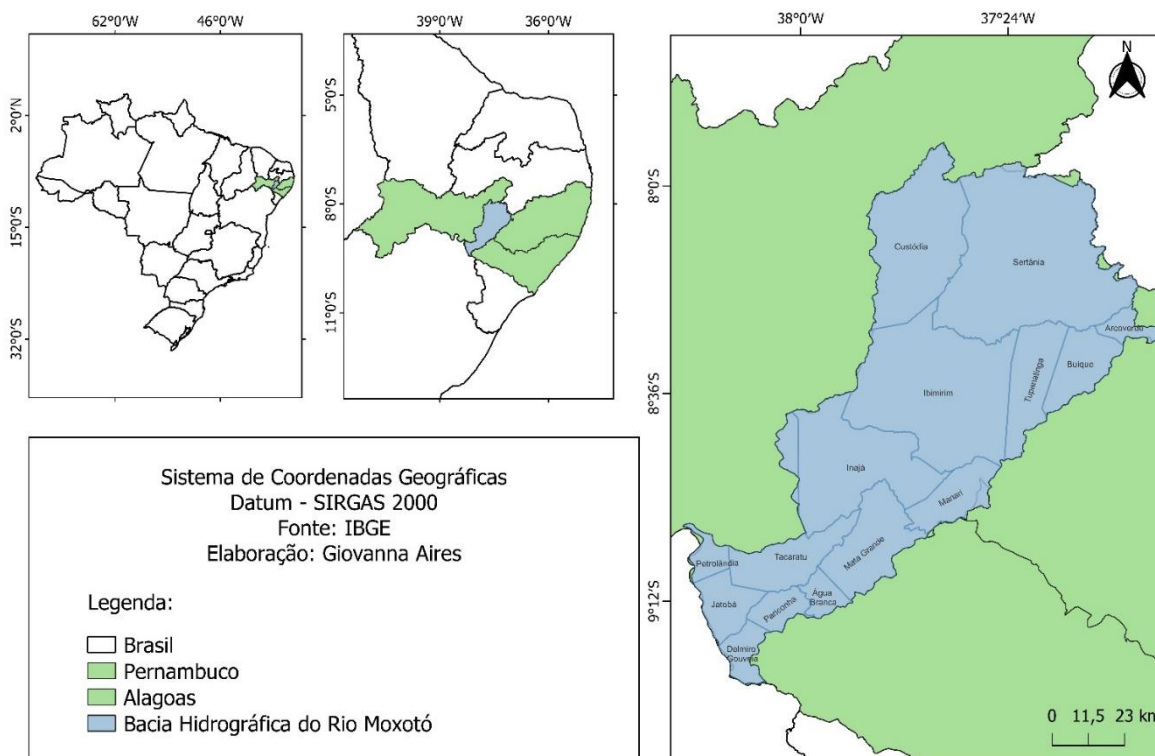 62°0'W
46°0'W
2°0'N
15°0'S
32°0'S
39°0'W
36°0'W
5°0'S
8°0'S
11°0'S
38°0'W
37°24'W
8°0'S
8°36'S
9°12'S
N
Custódia
Sertânia
Arcoverde
Buíque
Tupanatinga
Ibimirim
Inajá
Manari
Mata Grande
Tacaratu
Petrolândia
Jatobá
Pariconha
Água
Branca
Delmiro
Gouveia
0 11,5 23 km
Sistema de Coordenadas Geográficas
Datum - SIRGAS 2000
Fonte: IBGE
Elaboração: Giovanna Aires
Legenda:
Brasil
Pernambuco
Alagoas
Bacia Hidrográfica do Rio Moxotó